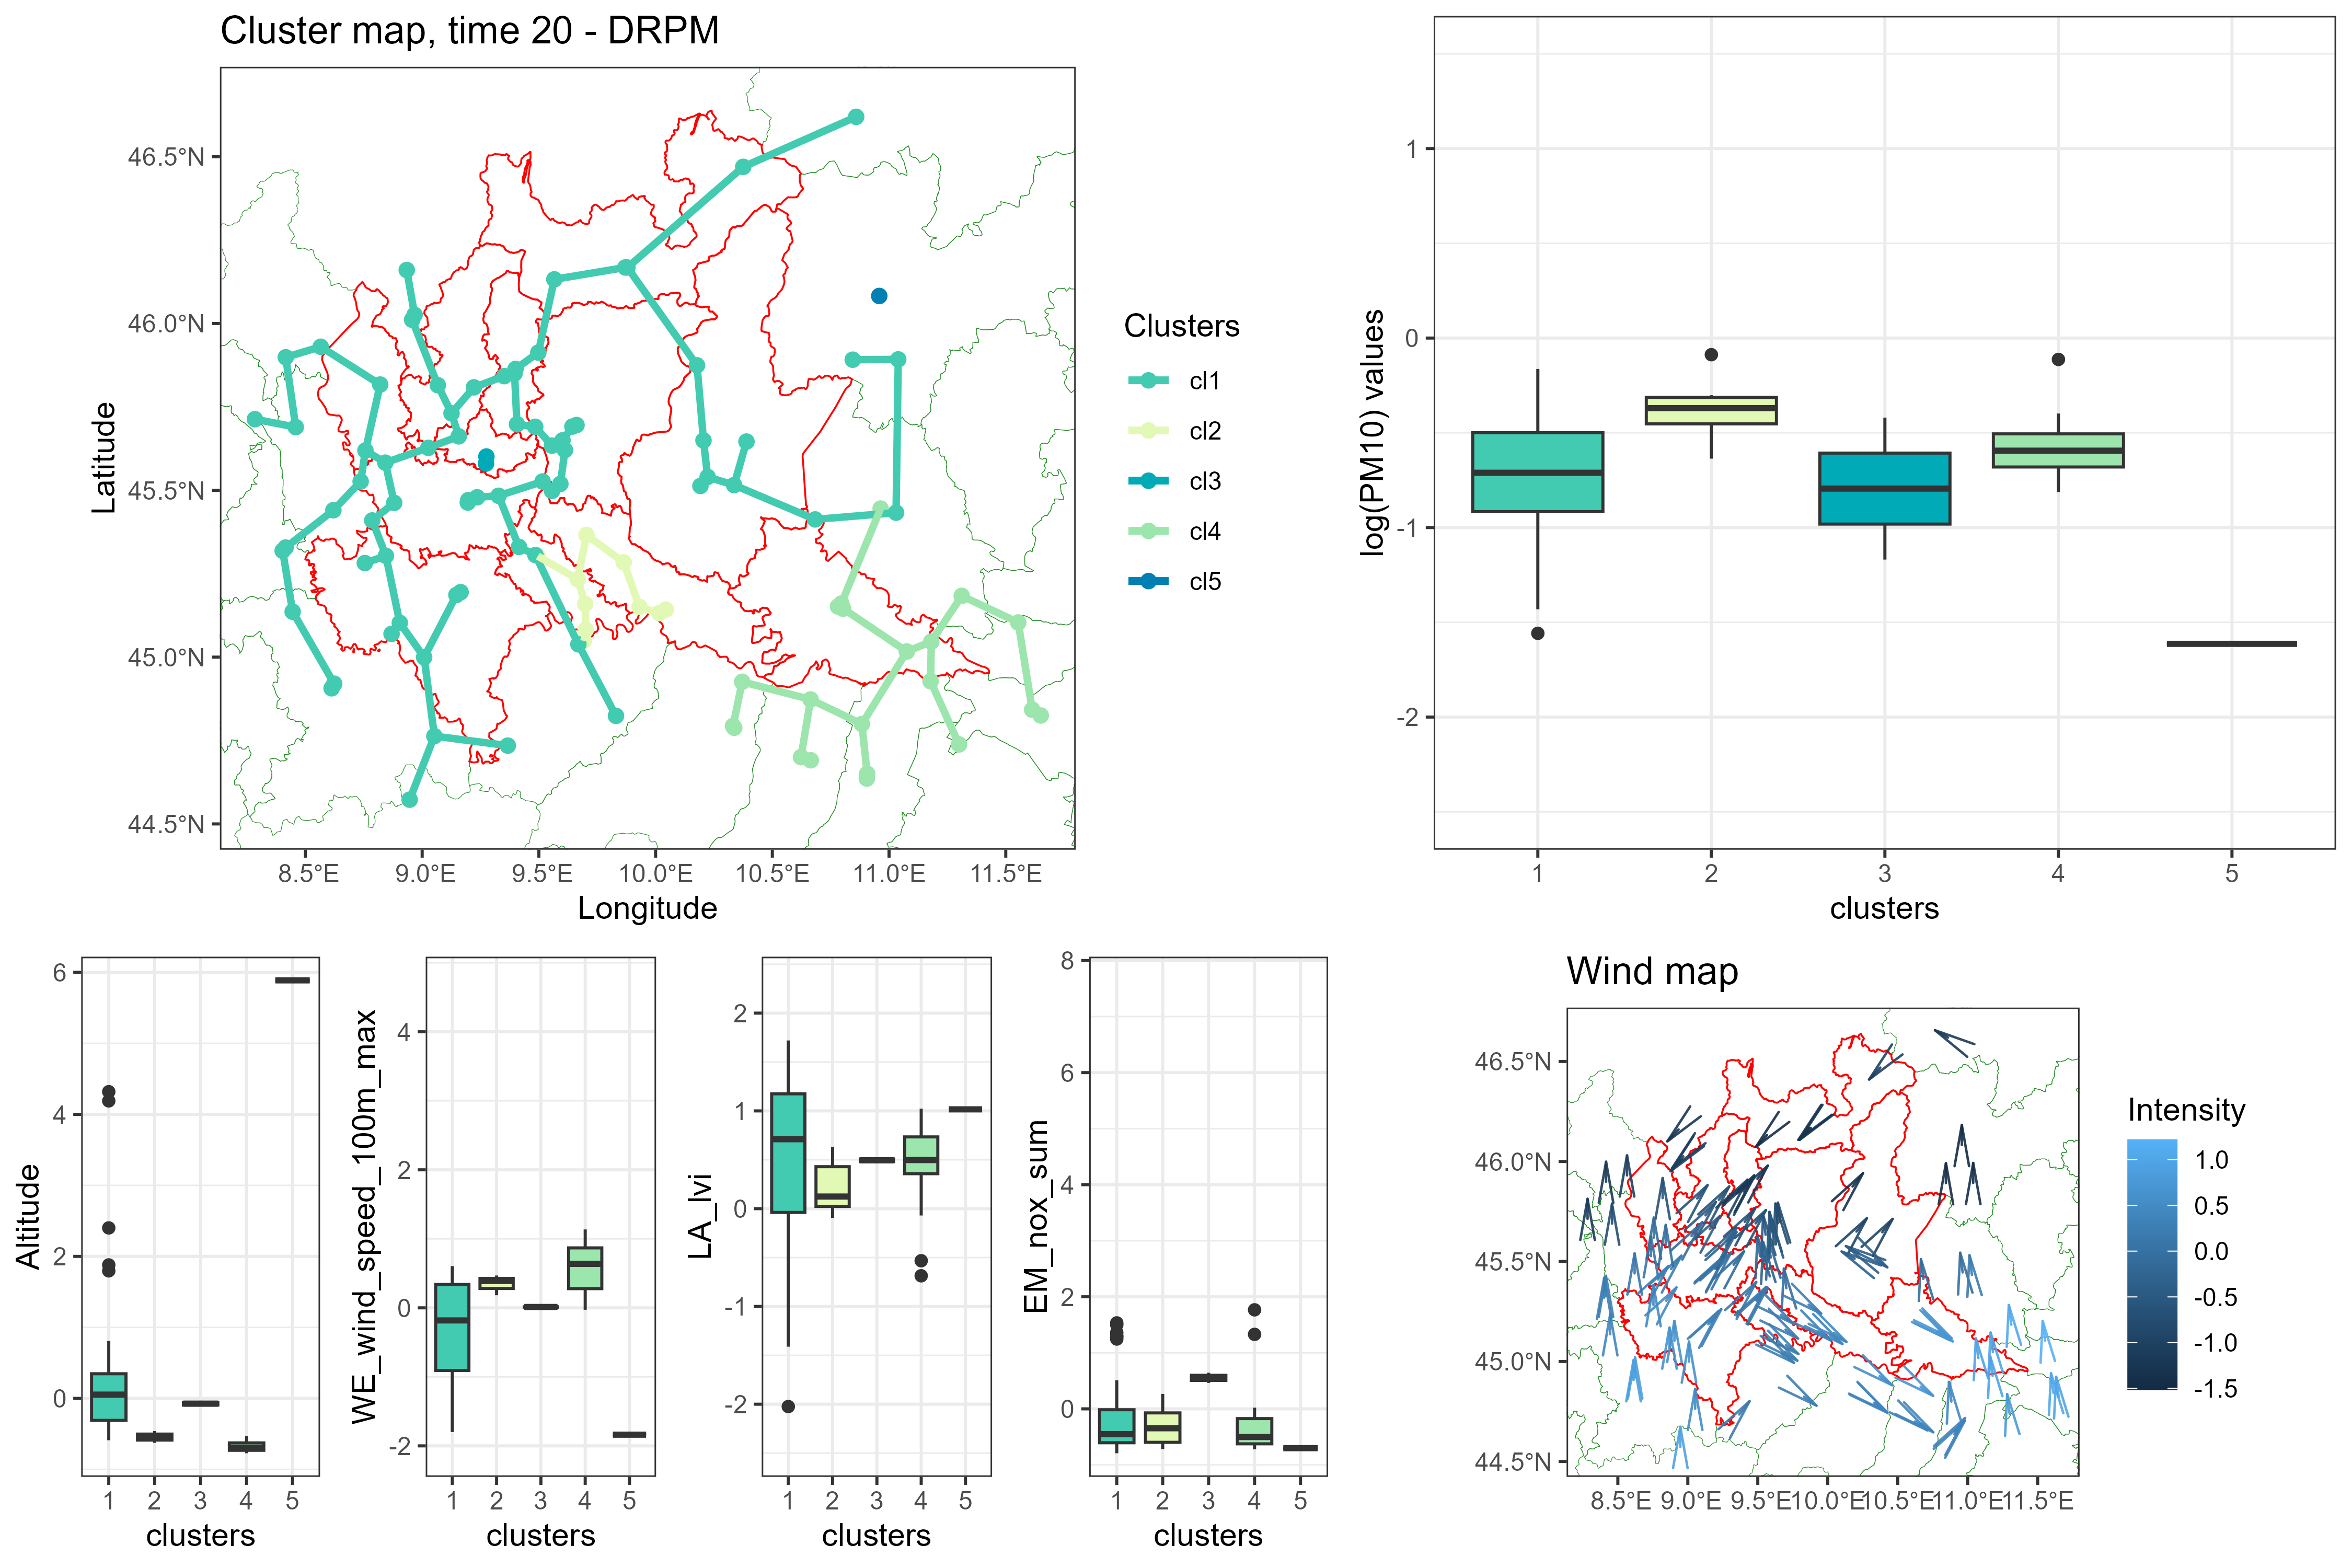 Cluster map, time 20 - DRPM
46.5°N
46.0°N
45.5°N
45.0°N
44.5°N
Latitude
8.5°E 9.0°E 9.5°E 10.0°E 10.5°E 11.0°E 11.5°E
Longitude
Clusters
cl1
cl2
cl3
cl4
cl5
log(PM10) values
1
0
-1
-2
1 2 3 4 5
clusters
Altitude
6
4
2
0
1 2 3 4 5
clusters
WE_wind_speed_100m_max
4
2
0
-2
1 2 3 4 5
clusters
LA_lvi
2
1
0
-1
-2
1 2 3 4 5
clusters
EM_nox_sum
8
6
4
2
0
1 2 3 4 5
clusters
Wind map
46.5°N
46.0°N
45.5°N
45.0°N
44.5°N
8.5°E 9.0°E 9.5°E 10.0°E 10.5°E 11.0°E 11.5°E
Intensity
1.0
0.5
0.0
-0.5
-1.0
-1.5